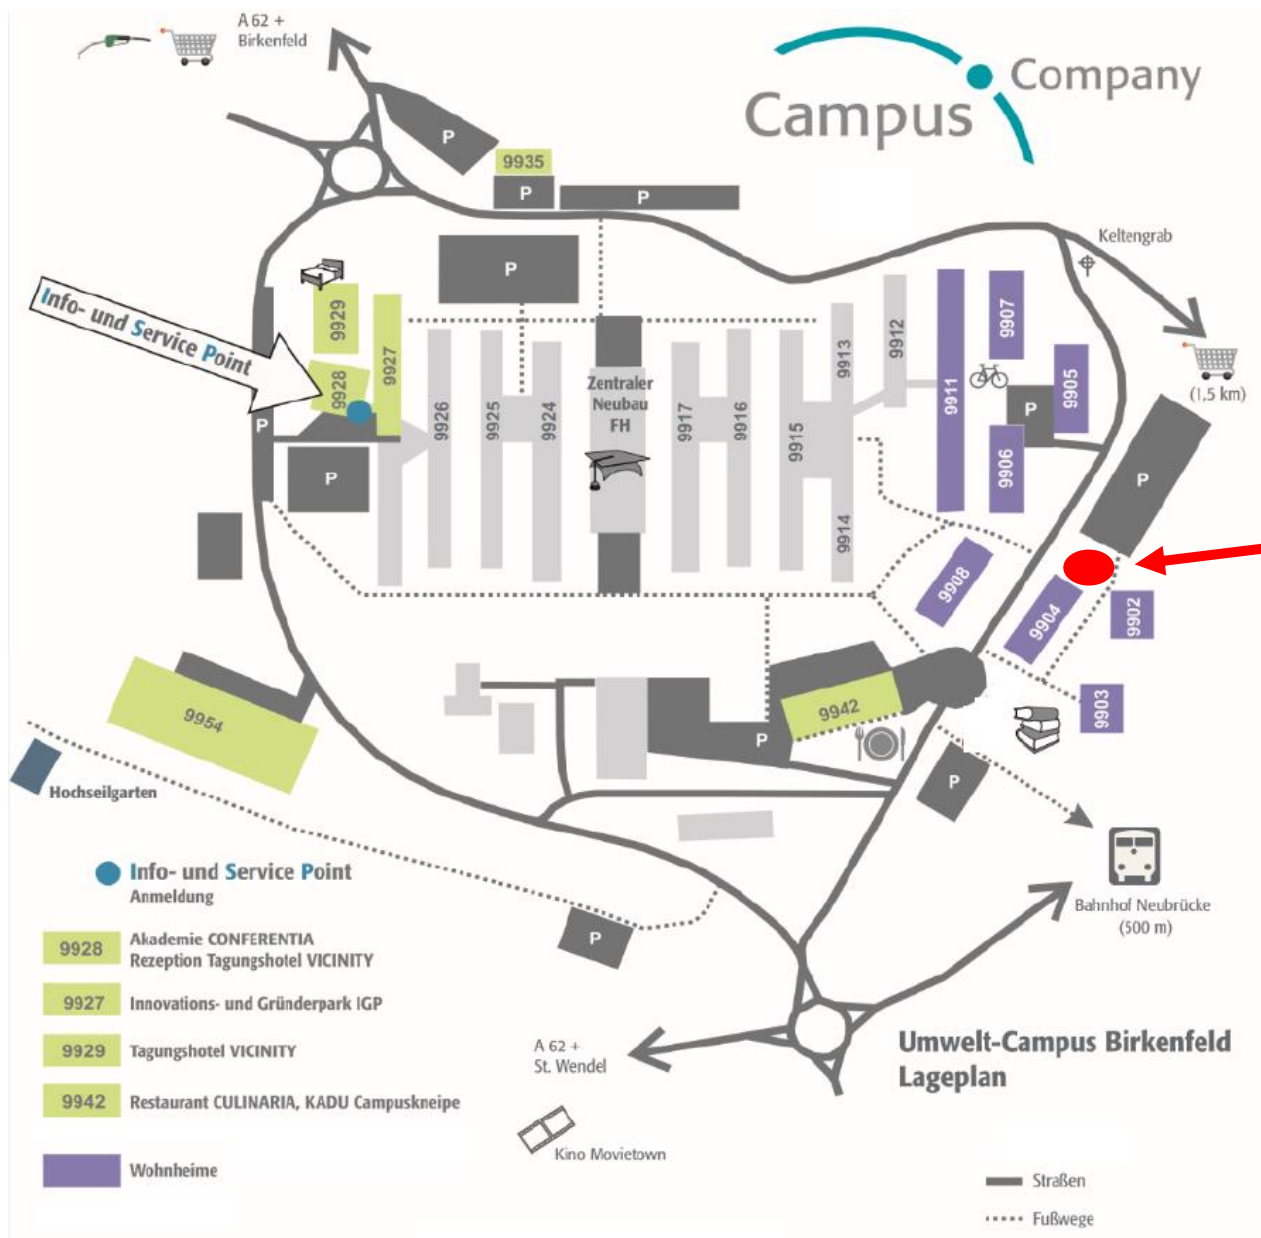 A 62 +
Birkenfeld
Campus Company
P
9935
P
P
Keltengrab
P
Info- und Service Point
9929
9928
9927
9926
9925
9924
Zentraler
Neubau
FH
9917
9916
9915
9913
9914
9912
9911
9907
9905
9906
P
(1,5 km)
P
P
P
9908
9904
9902
9903
9954
9942
P
P
Hochseilgarten
P
Bahnhof Neubrücke
(500 m)
Info- und Service Point
Anmeldung
9928 Akademie CONFERENTIA
Rezeption Tagungshotel VICINITY
9927 Innovations- und Gründerpark IGP
9929 Tagungshotel VICINITY
9942 Restaurant CULINARIA, KADU Campuskneipe
Wohnheime
A 62 +
St. Wendel
Kino Movietown
Umwelt-Campus Birkenfeld
Lageplan
Straßen
Fußwege